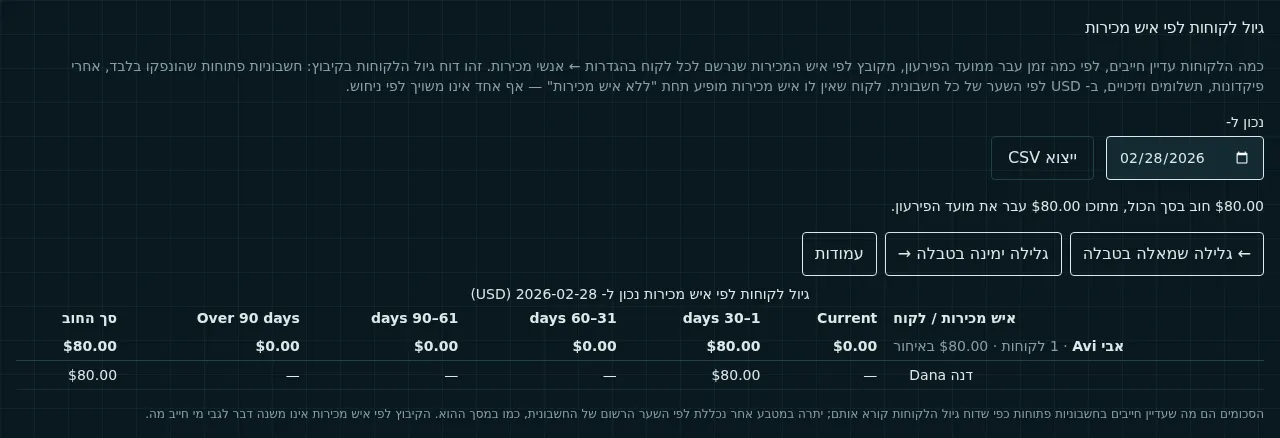 גיול לקוחות לפי איש מכירות
כמה הלקוחות עדיין חייבים, לפי כמה זמן עבר ממועד הפירעון, מקובץ לפי איש המכירות שנרשם לכל לקוח בהגדרות ← אנשי מכירות. זהו דוח גיול הלקוחות בקיבוץ: חשבוניות פתוחות שהונפקו בלבד, אחרי
פיקדונות, תשלומים וזיכויים, ב- USD לפי השער של כל חשבונית. לקוח שאין לו איש מכירות מופיע תחת "ללא איש מכירות" — אף אחד אינו משויך לפי ניחוש.
נכון ל-
02/28/2026
ייצוא CSV
$80.00 חוב בסך הכול, מתוכו $80.00 עבר את מועד הפירעון.
← גלילה שמאלה בטבלה
גלילה ימינה בטבלה →
עמודות
גיול לקוחות לפי איש מכירות נכון ל- 2026-02-28 (USD)
איש מכירות / לקוח Current 1–30 days 31–60 days 61–90 days Over 90 days סך החוב
אבי Avi · 1 לקוחות · $80.00 באיחור $0.00 $80.00 $0.00 $0.00 $0.00 $80.00
דנה Dana — $80.00 — — — $80.00
הסכומים הם מה שעדיין חייבים בחשבוניות פתוחות כפי שדוח גיול הלקוחות קורא אותם; יתרה במטבע אחר נכללת לפי השער הרשום של החשבונית, כמו במסך ההוא. הקיבוץ לפי איש מכירות אינו משנה דבר לגבי מי חייב מה.